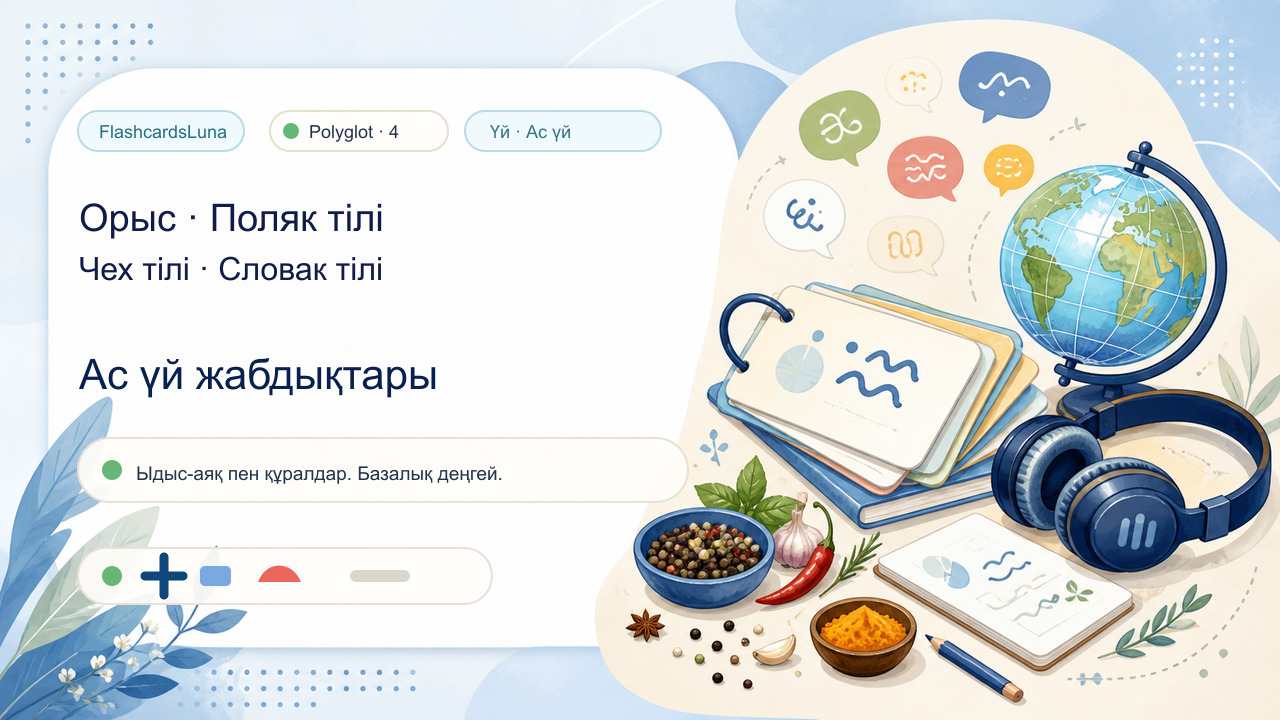 FlashcardsLuna
Polyglot · 4
Үй · Ас үй
Орыс · Поляк тілі
Чех тілі · Словак тілі
Ас үй жабдықтары
Ыдыс-аяқ пен құралдар. Базалық деңгей.